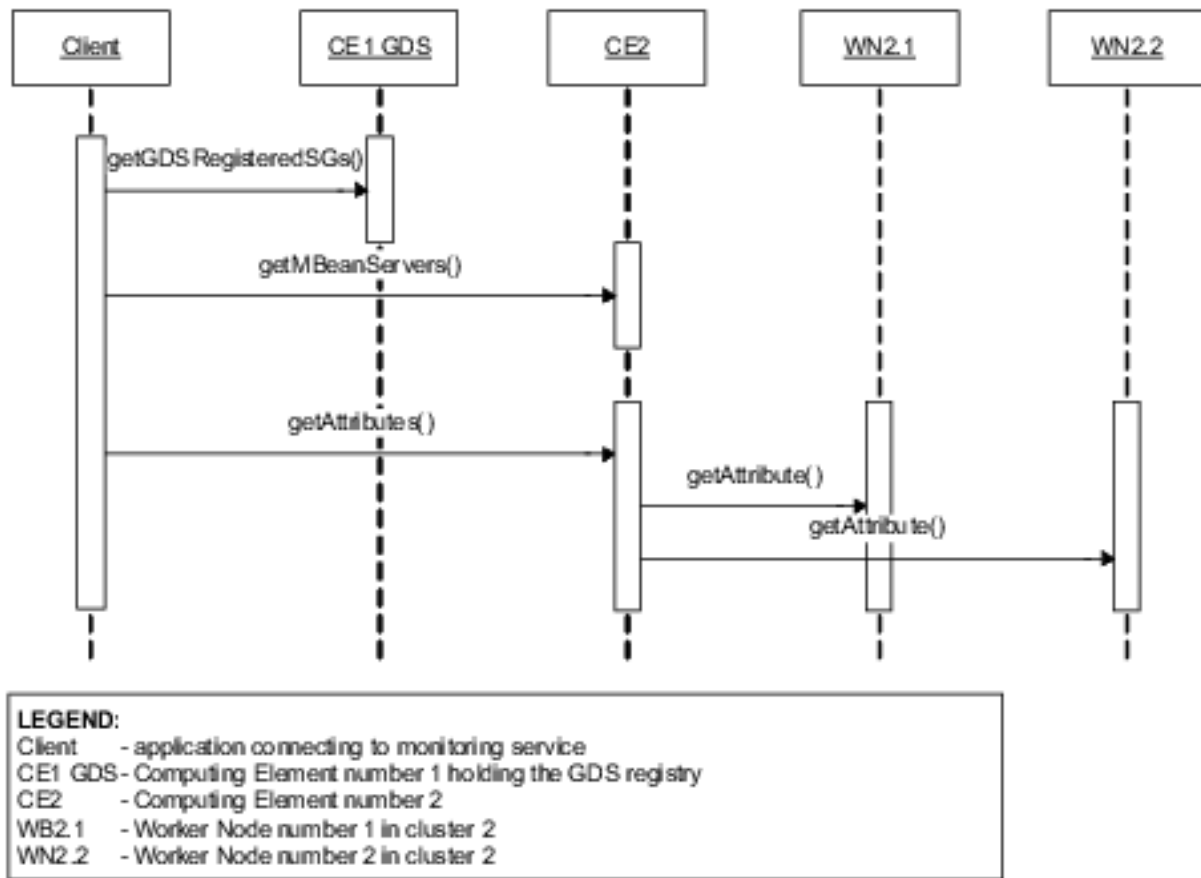 Client
CE1 GDS
CE2
WN2.1
WN2.2
getGDSRegisteredSGs()
getMBeanServers()
getAttributes()
getAttribute()
getAttribute()
LEGEND:
Client - application connecting to monitoring service
CE1 GDS - Computing Element number 1 holding the GDS registry
CE2 - Computing Element number 2
WB2.1 - Worker Node number 1 in cluster 2
WN2.2 - Worker Node number 2 in cluster 2